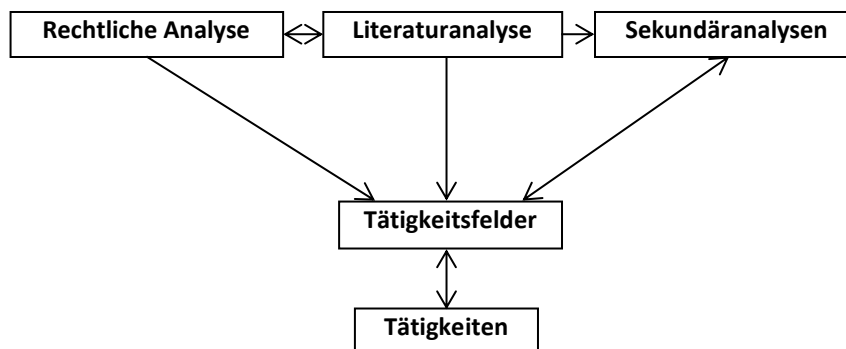 Rechtliche Analyse
Literaturanalyse
Sekundäranalysen
Tätigkeitsfelder
Tätigkeiten